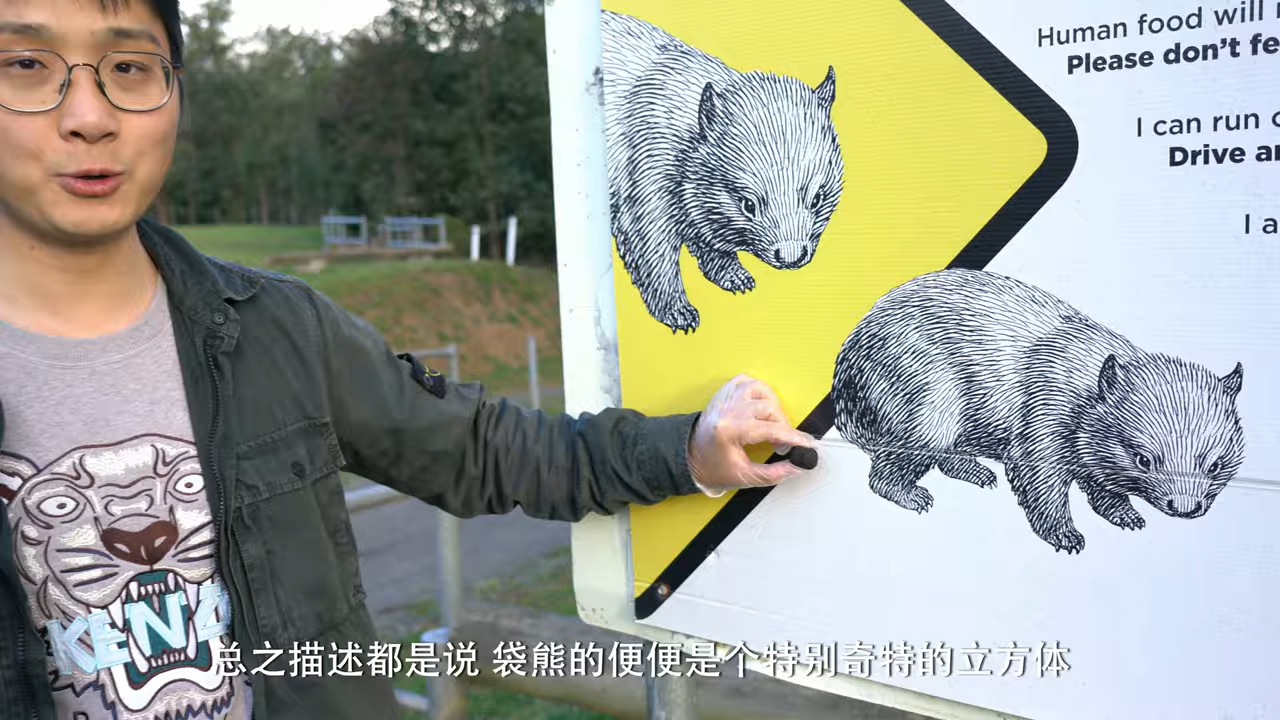 Human food will
Please don't fe
I can run
Drive an
I a
KENZ
总之描述都是说 袋熊的便便是个特别奇特的立方体